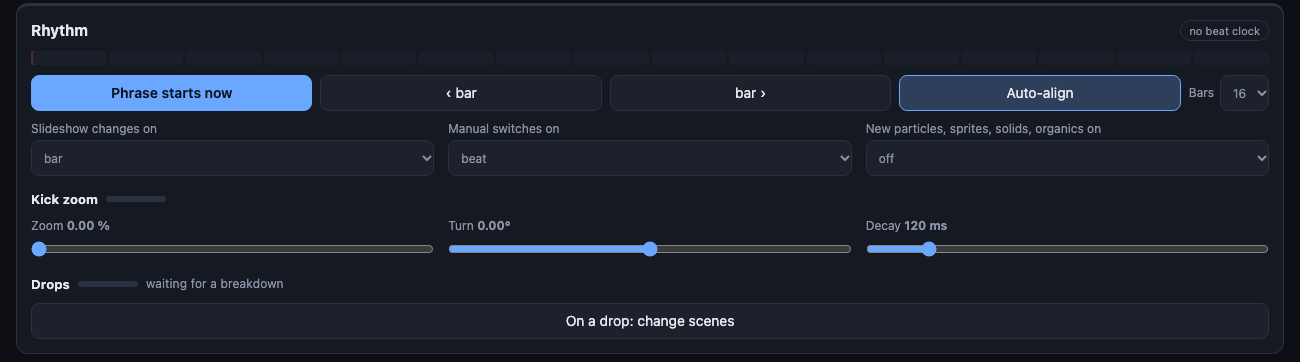 Rhythm
no beat clock
Phrase starts now
‹ bar
bar ›
Auto-align
Bars
16
Slideshow changes on
Manual switches on
New particles, sprites, solids, organics on
bar
beat
off
Kick zoom
Zoom 0.00 %
Turn 0.00°
Decay 120 ms
Drops
waiting for a breakdown
On a drop: change scenes